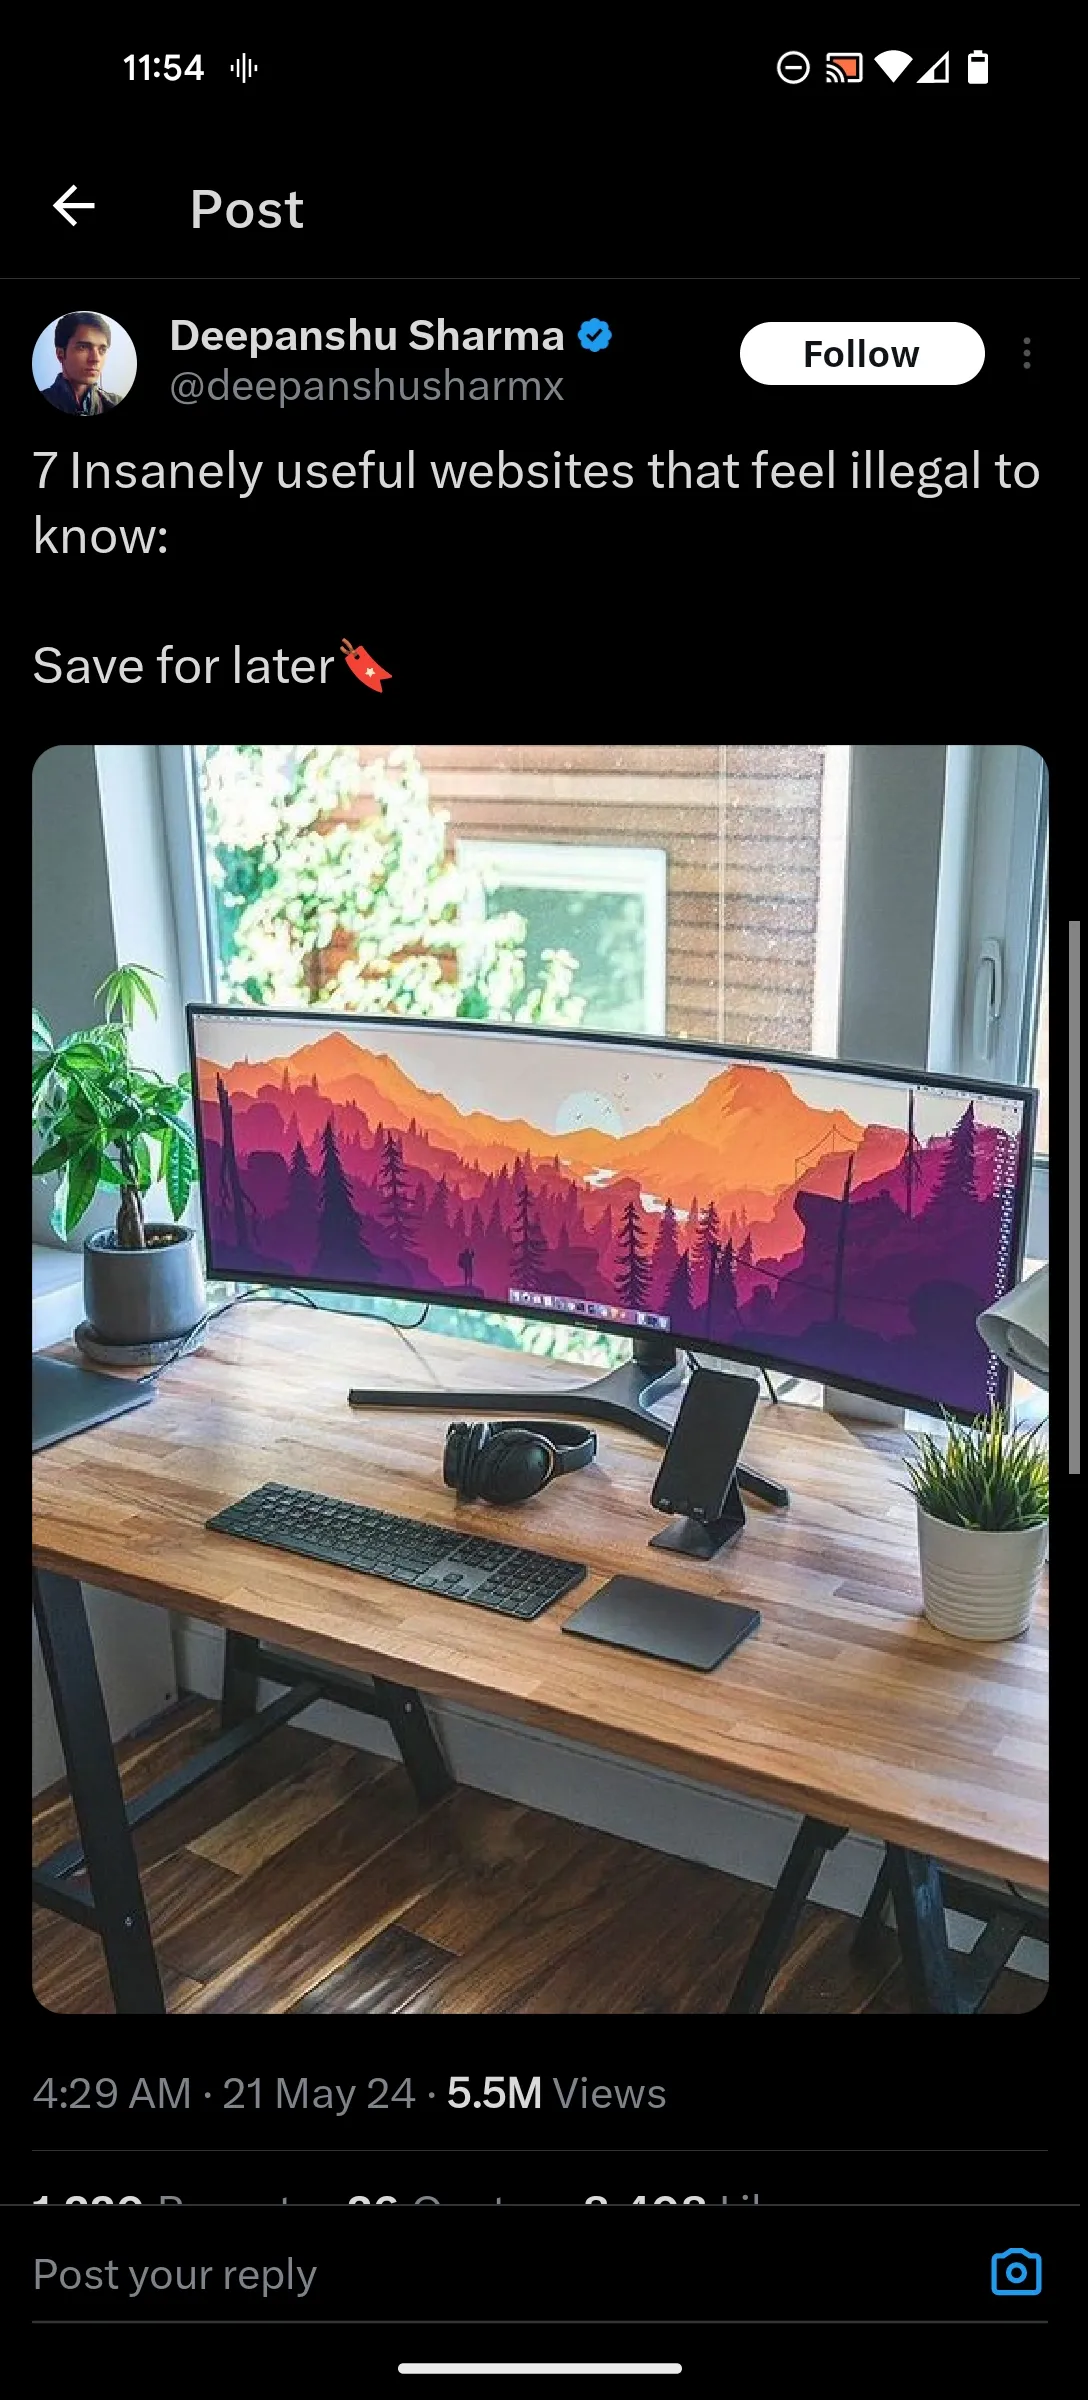 11:54
Post
Deepanshu Sharma
@deepanshusharmx
Follow
7 Insanely useful websites that feel illegal to
know:
Save for later🔖
4:29 AM · 21 May 24 · 5.5M Views
Post your reply